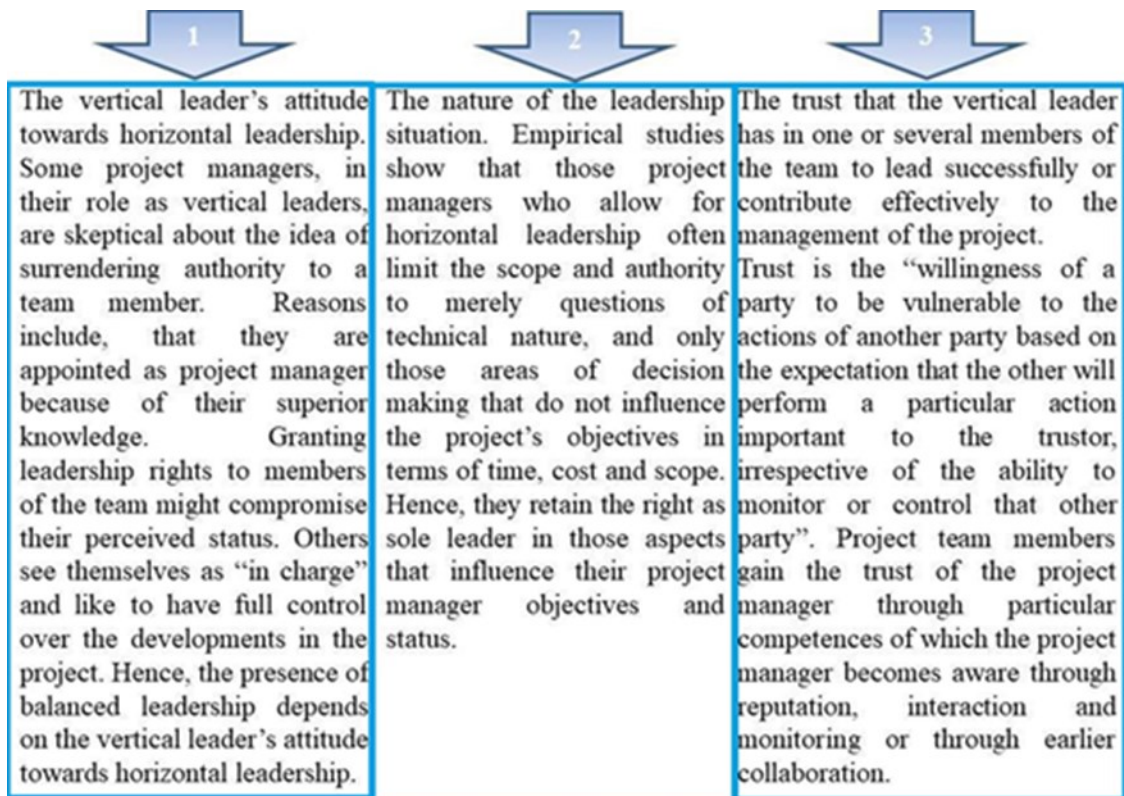 1
The vertical leader's attitude
towards horizontal leadership.
Some project managers, in
their role as vertical leaders,
are skeptical about the idea of
surrendering authority to a
team member. Reasons
include, that they are
appointed as project manager
because of their superior
knowledge. Granting
leadership rights to members
of the team might compromise
their perceived status. Others
see themselves as “in charge”
and like to have full control
over the developments in the
project. Hence, the presence of
balanced leadership depends
on the vertical leader's attitude
towards horizontal leadership.
2
The nature of the leadership
situation. Empirical studies
show that those project
managers who allow for
horizontal leadership often
limit the scope and authority
to merely questions of
technical nature, and only
those areas of decision
making that do not influence
the project's objectives in
terms of time, cost and scope.
Hence, they retain the right as
sole leader in those aspects
that influence their project
manager objectives and
status.
3
The trust that the vertical leader
has in one or several members of
the team to lead successfully or
contribute effectively to the
management of the project.
Trust is the “willingness of a
party to be vulnerable to the
actions of another party based on
the expectation that the other will
perform a particular action
important to the trustor,
irrespective of the ability to
monitor or control that other
party”. Project team members
gain the trust of the project
manager through particular
competences of which the project
manager becomes aware through
reputation, interaction and
monitoring or through earlier
collaboration.